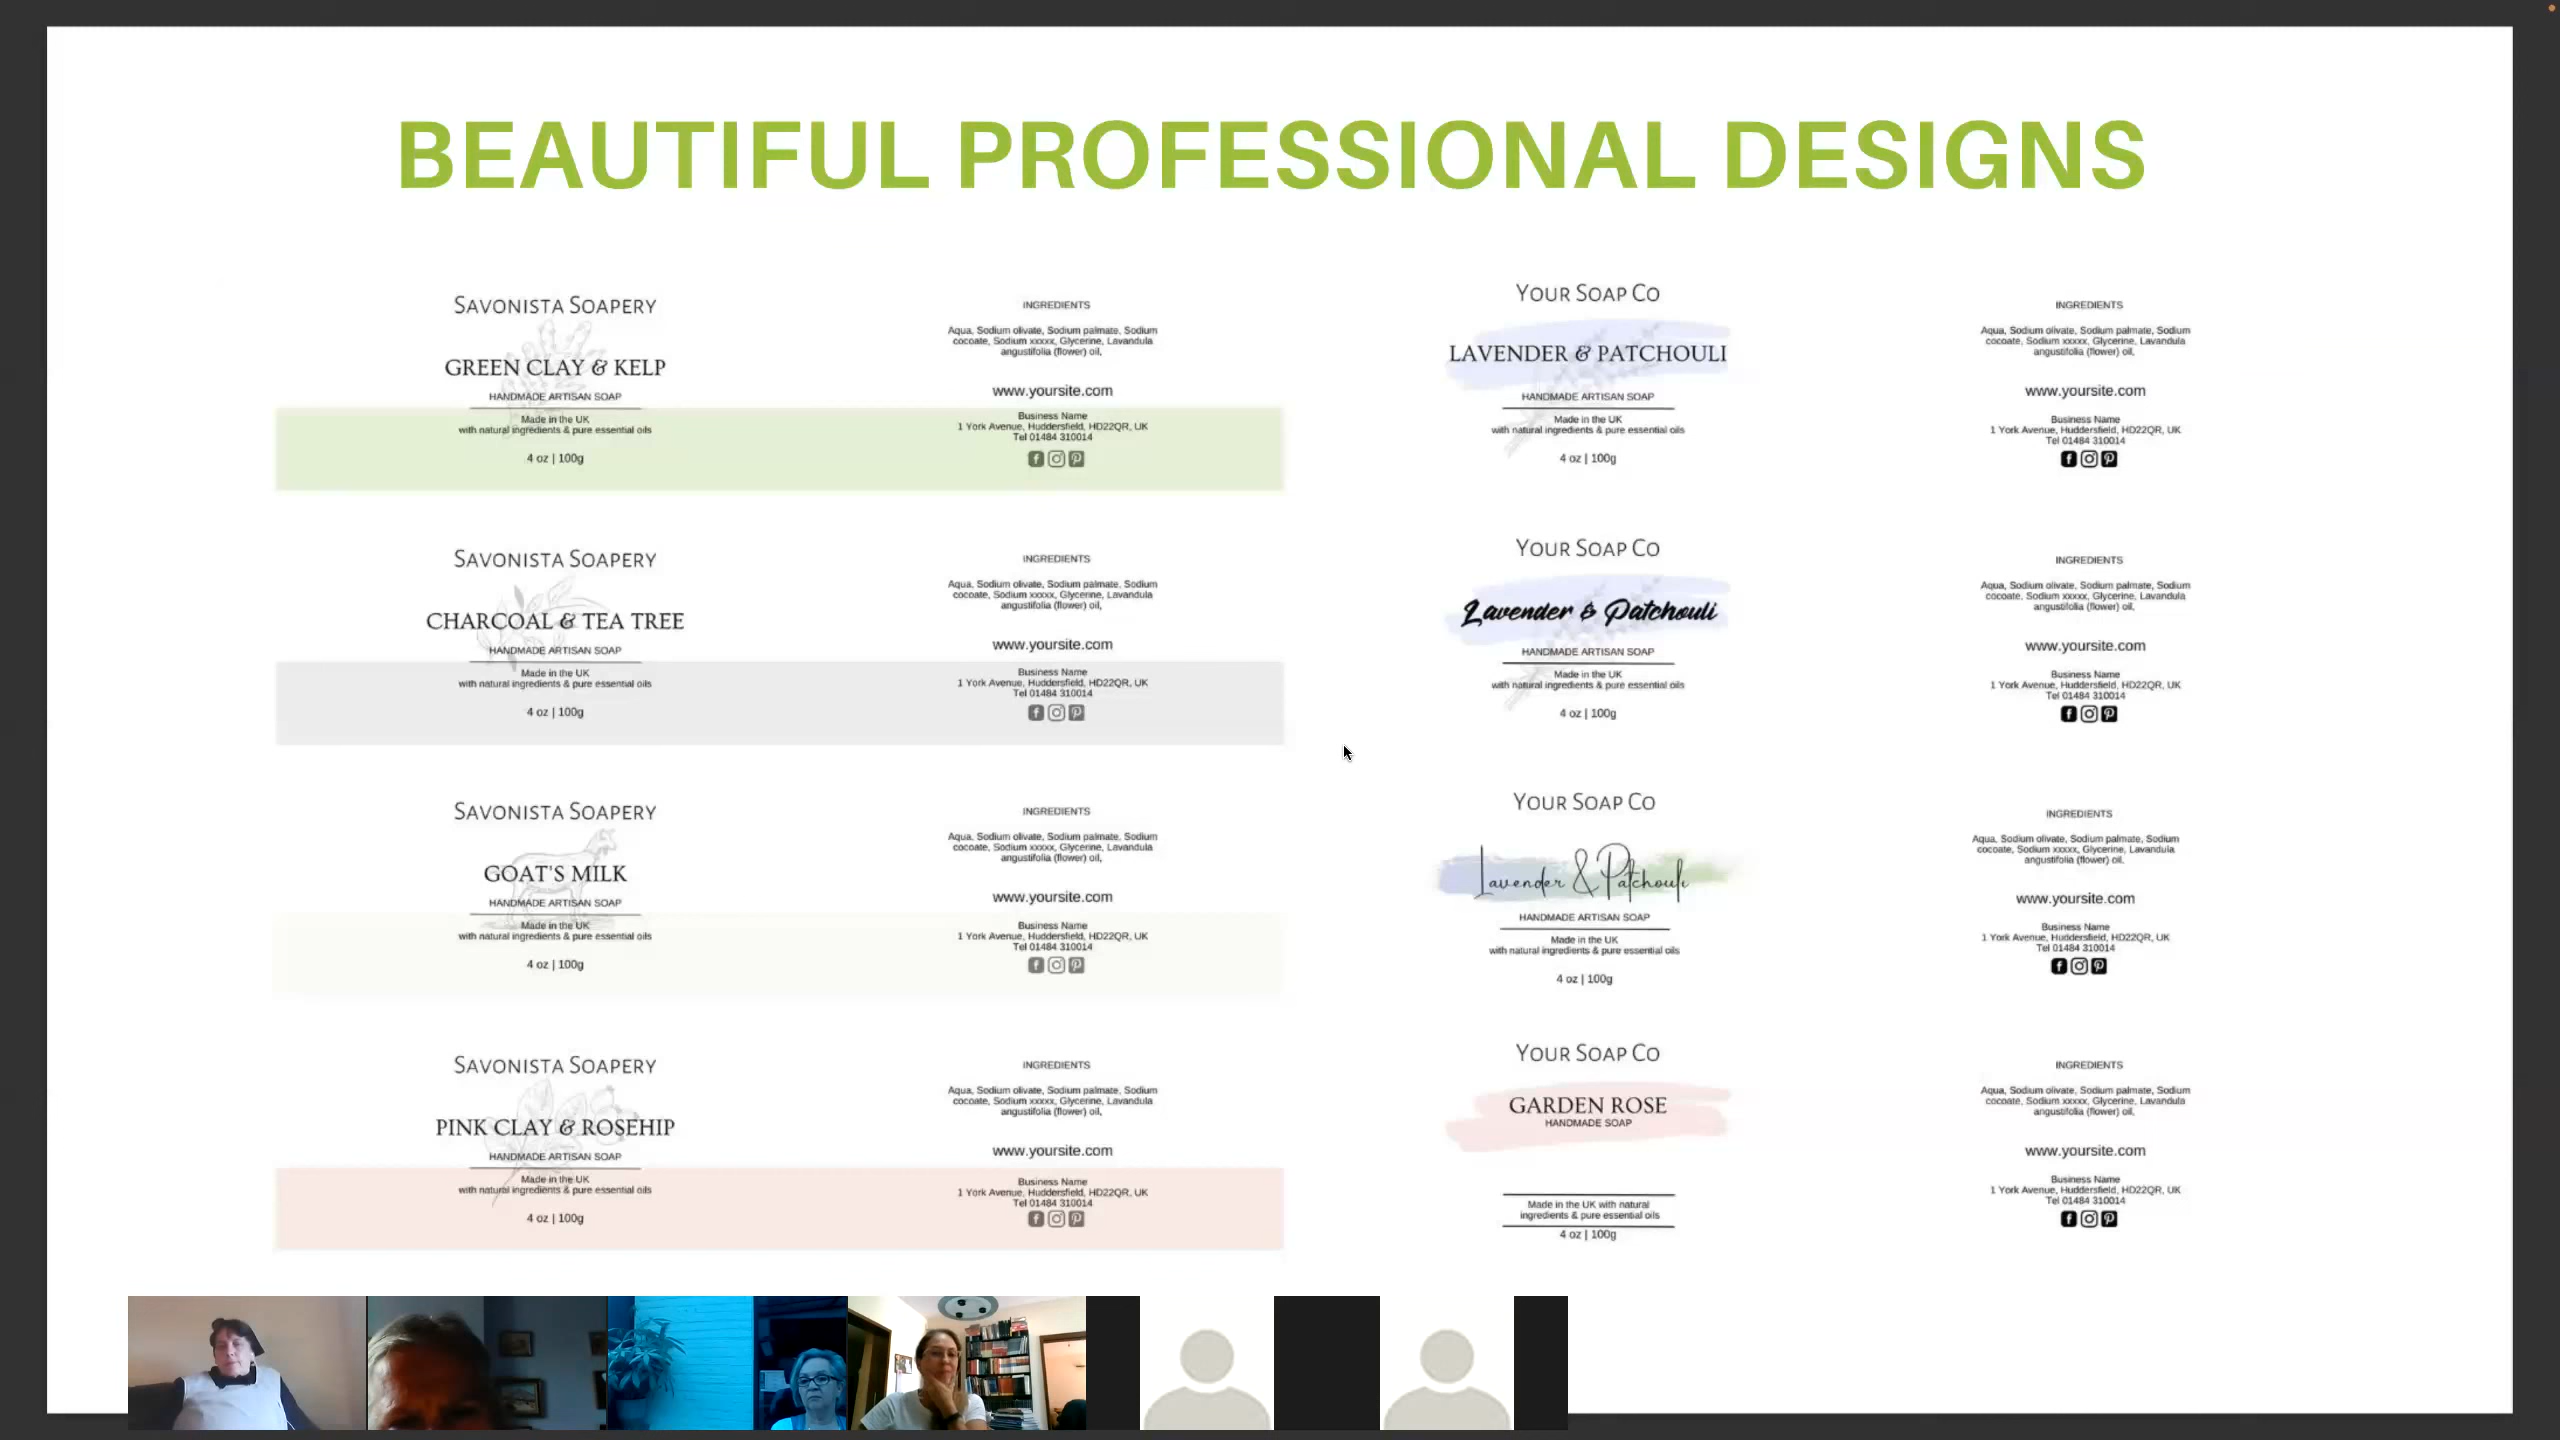 BEAUTIFUL PROFESSIONAL DESIGNS
SAVONISTA SOAPERY
GREEN CLAY & KELP
HANDMADE ARTISAN SOAP
Made in the UK
with natural ingredients & pure essential oils
4 oz | 100g
INGREDIENTS
Aqua, Sodium olivate, Sodium palmate, Sodium
cocoate, Sodium xxxxx, Glycerine, Lavandula
angustifolia (flower) oil,
www.yoursite.com
Business Name
1 York Avenue, Huddersfield, HD22QR, UK
Tel 01484 310014
YOUR SOAP CO
LAVENDER & PATCHOULI
HANDMADE ARTISAN SOAP
Made in the UK
with natural ingredients & pure essential oils
4 oz | 100g
INGREDIENTS
Aqua, Sodium olivate, Sodium palmate, Sodium
cocoate, Sodium xxxxx, Glycerine, Lavandula
angustifolia (flower) oil,
www.yoursite.com
Business Name
1 York Avenue, Huddersfield, HD22QR, UK
Tel 01484 310014
SAVONISTA SOAPERY
CHARCOAL & TEA TREE
HANDMADE ARTISAN SOAP
Made in the UK
with natural ingredients & pure essential oils
4 oz | 100g
INGREDIENTS
Aqua, Sodium olivate, Sodium palmate, Sodium
cocoate, Sodium xxxxx, Glycerine, Lavandula
angustifolia (flower) oil,
www.yoursite.com
Business Name
1 York Avenue, Huddersfield, HD22QR, UK
Tel 01484 310014
YOUR SOAP CO
Lavender & Patchouli
HANDMADE ARTISAN SOAP
Made in the UK
with natural ingredients & pure essential oils
4 oz | 100g
INGREDIENTS
Aqua, Sodium olivate, Sodium palmate, Sodium
cocoate, Sodium xxxxx, Glycerine, Lavandula
angustifolia (flower) oil,
www.yoursite.com
Business Name
1 York Avenue, Huddersfield, HD22QR, UK
Tel 01484 310014
SAVONISTA SOAPERY
GOAT'S MILK
HANDMADE ARTISAN SOAP
Made in the UK
with natural ingredients & pure essential oils
4 oz | 100g
INGREDIENTS
Aqua, Sodium olivate, Sodium palmate, Sodium
cocoate, Sodium xxxxx, Glycerine, Lavandula
angustifolia (flower) oil,
www.yoursite.com
Business Name
1 York Avenue, Huddersfield, HD22QR, UK
Tel 01484 310014
YOUR SOAP CO
Lavender & Patchouli
HANDMADE ARTISAN SOAP
Made in the UK
with natural ingredients & pure essential oils
4 oz | 100g
INGREDIENTS
Aqua, Sodium olivate, Sodium palmate, Sodium
cocoate, Sodium xxxxx, Glycerine, Lavandula
angustifolia (flower) oil,
www.yoursite.com
Business Name
1 York Avenue, Huddersfield, HD22QR, UK
Tel 01484 310014
SAVONISTA SOAPERY
PINK CLAY & ROSEHIP
HANDMADE ARTISAN SOAP
Made in the UK
with natural ingredients & pure essential oils
4 oz | 100g
INGREDIENTS
Aqua, Sodium olivate, Sodium palmate, Sodium
cocoate, Sodium xxxxx, Glycerine, Lavandula
angustifolia (flower) oil,
www.yoursite.com
Business Name
1 York Avenue, Huddersfield, HD22QR, UK
Tel 01484 310014
YOUR SOAP CO
GARDEN ROSE
HANDMADE SOAP
Made in the UK with natural
ingredients & pure essential oils
4 oz | 100g
INGREDIENTS
Aqua, Sodium olivate, Sodium palmate, Sodium
cocoate, Sodium xxxxx, Glycerine, Lavandula
angustifolia (flower) oil,
www.yoursite.com
Business Name
1 York Avenue, Huddersfield, HD22QR, UK
Tel 01484 310014